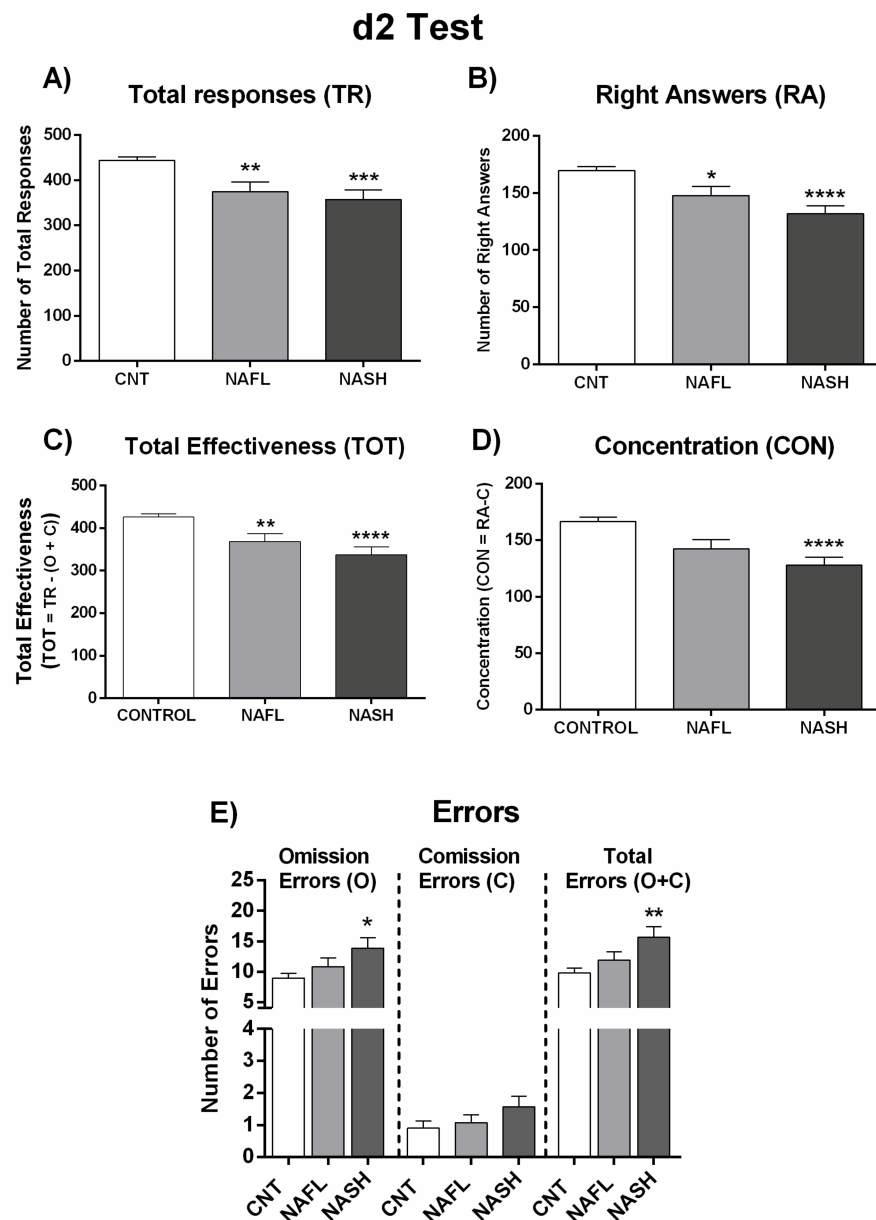 d2 Test
A)
Total responses (TR)
Number of Total Responses
500
400
300
200
100
0
**
***
CNT
NAFL
NASH
B)
Right Answers (RA)
Number of Right Answers
200
150
100
50
0
*
****
CNT
NAFL
NASH
C)
Total Effectiveness (TOT)
Total Effectiveness
(TOT = TR - (O + C))
500
400
300
200
100
0
**
****
CONTROL
NAFL
NASH
D)
Concentration (CON)
Concentration (CON = RA-C)
200
150
100
50
0
****
CONTROL
NAFL
NASH
E)
Errors
Omission
Errors (O)
Comission
Errors (C)
Total
Errors (O+C)
Number of Errors
25
20
15
10
5
4
3
2
1
0
*
**
CNT
NAFL
NASH
CNT
NAFL
NASH
CNT
NAFL
NASH